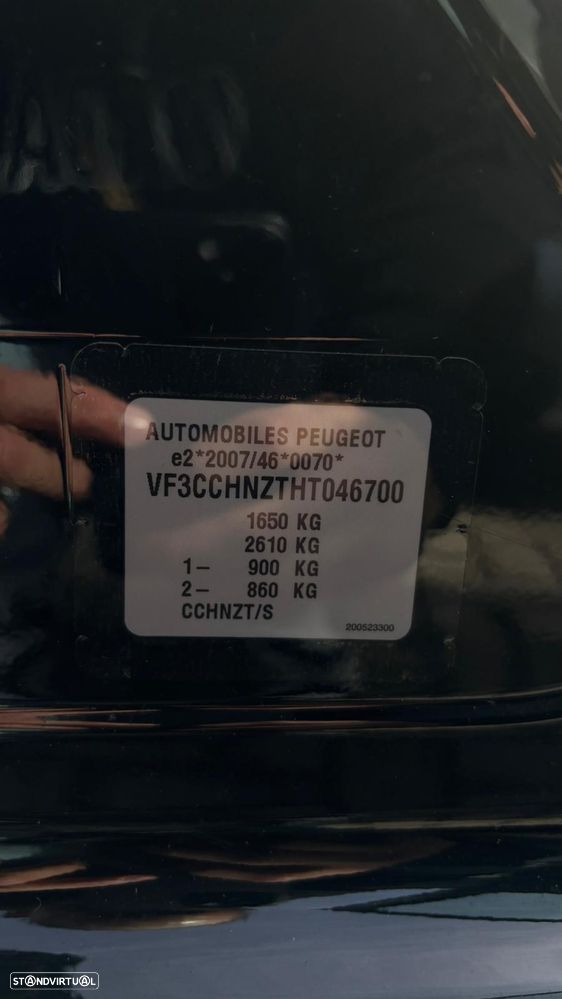 AUTOMOBILES PEUGEOT
e2*2007/46*0070*
VF3CCHNZTHT046700
1650 KG
2610 KG
1- 900 KG
2- 860 KG
CCHNZT/S
200523300
STANDVIRTUAL